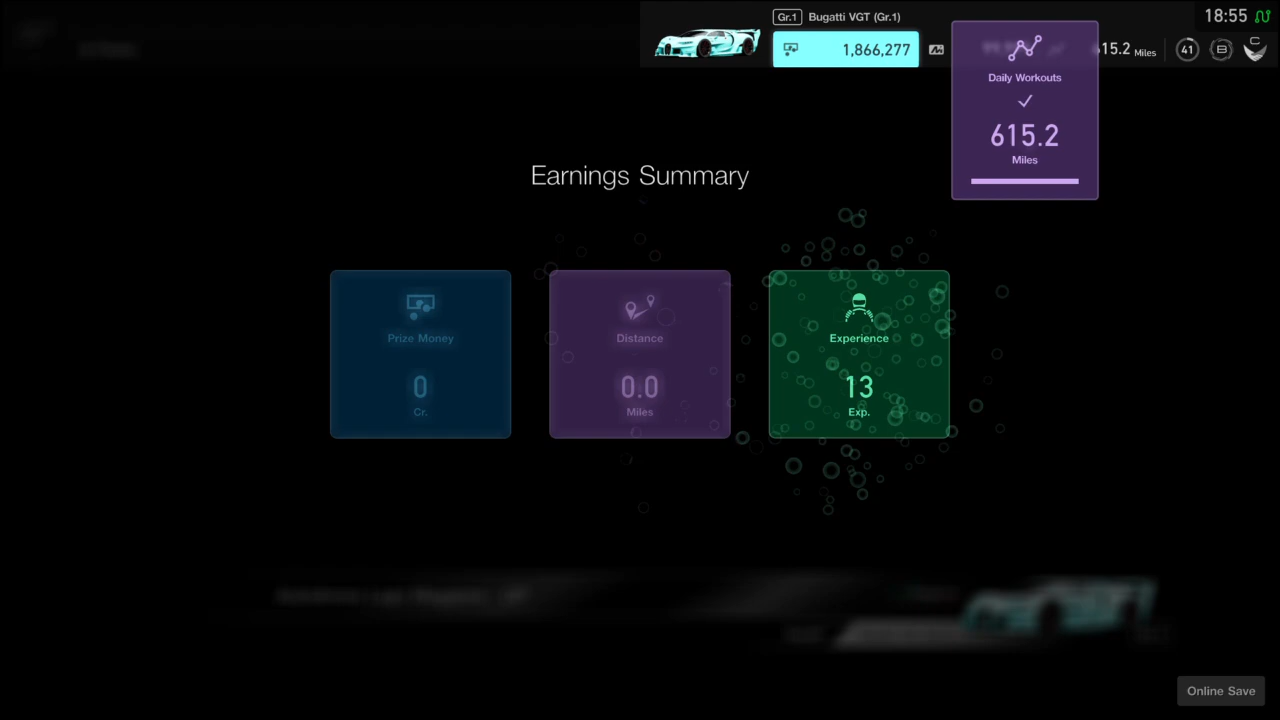 Gr.1 Bugatti VGT (Gr.1)
18:55
1,866,277
615.2 Miles
41
B
C
Daily Workouts
615.2
Miles
Earnings Summary
Prize Money
0
Cr.
Distance
0.0
Miles
Experience
13
Exp.
Online Save